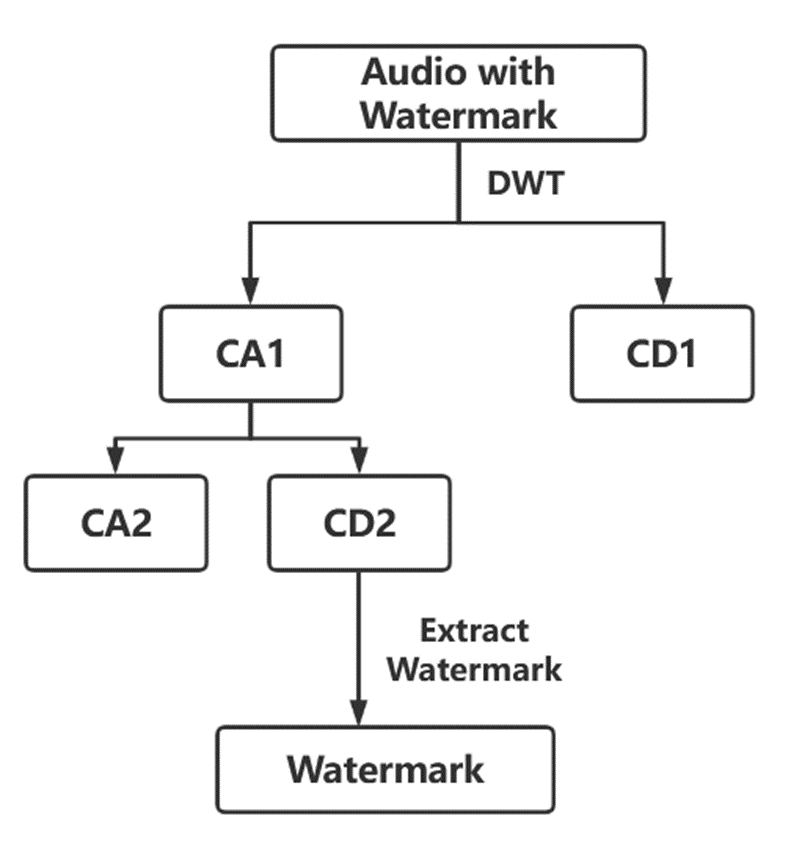 Audio with
Watermark
DWT
CA1
CD1
CA2
CD2
Extract
Watermark
Watermark